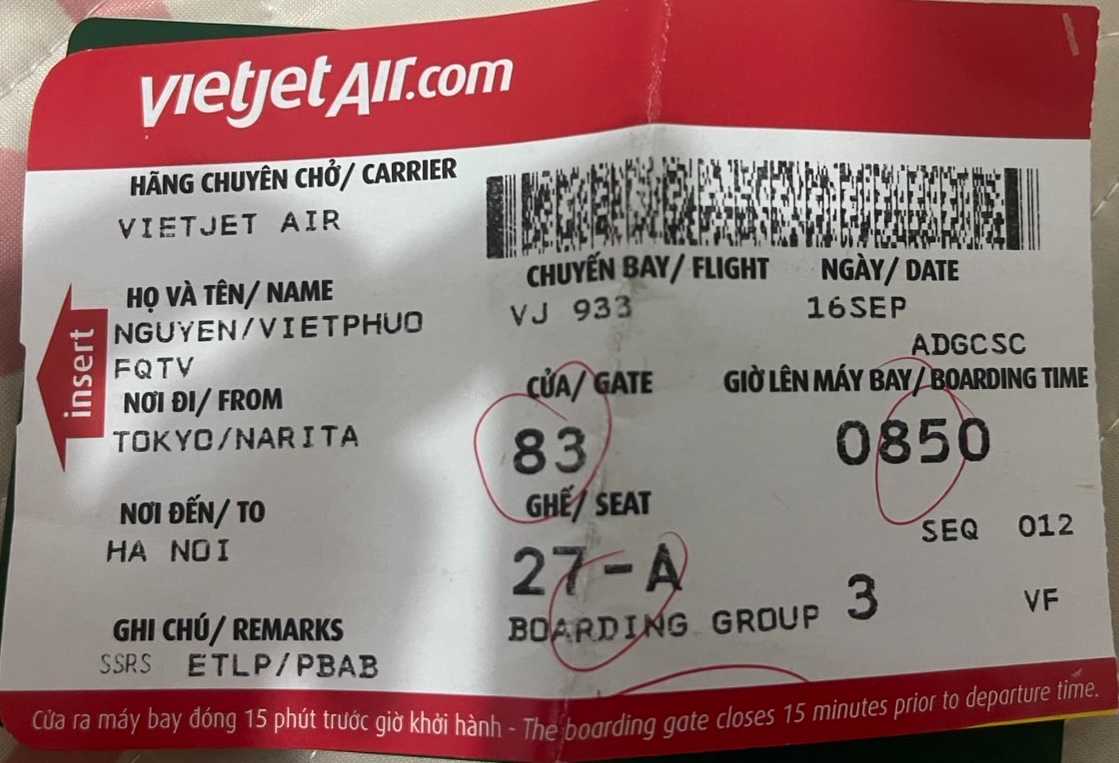 vietjetAir.com
HÃNG CHUYÊN CHỞ/ CARRIER
VIETJET AIR
CHUYẾN BAY/ FLIGHT
VJ 933
NGÀY/ DATE
16SEP
HỌ VÀ TÊN/ NAME
NGUYEN/VIETPHUO
FQTV
ADGCSC
insert
NƠI ĐI/ FROM
TOKYO/NARITA
CỬA/ GATE
83
GIỜ LÊN MÁY BAY/ BOARDING TIME
0850
NƠI ĐẾN/ TO
HA NOI
GHẾ/ SEAT
27-A
SEQ 012
BOARDING GROUP 3
VF
GHI CHÚ/ REMARKS
SSRS ETLP/PBAB
Cửa ra máy bay đóng 15 phút trước giờ khởi hành - The boarding gate closes 15 minutes prior to departure time.